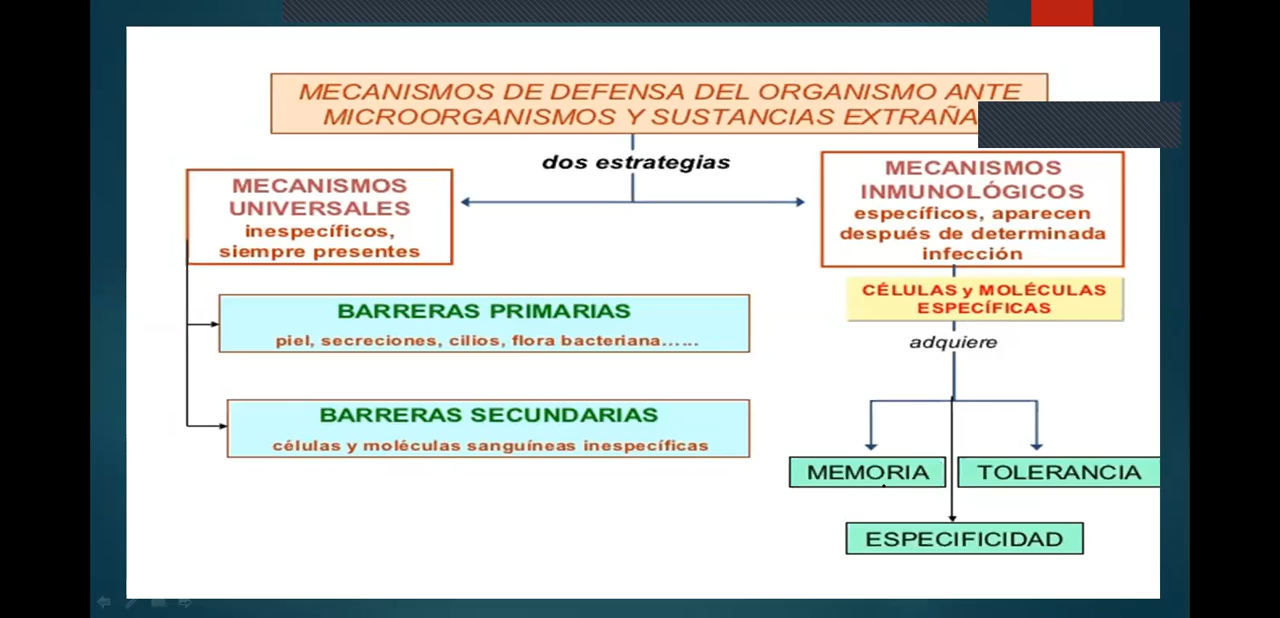 MECANISMOS DE DEFENSA DEL ORGANISMO ANTE
MICROORGANISMOS Y SUSTANCIAS EXTRAÑA
dos estrategias
MECANISMOS
UNIVERSALES
inespecíficos,
siempre presentes
MECANISMOS
INMUNOLÓGICOS
específicos, aparecen
después de determinada
infección
BARRERAS PRIMARIAS
piel, secreciones, cilios, flora bacteriana......
BARRERAS SECUNDARIAS
células y moléculas sanguíneas inespecíficas
CÉLULAS y MOLÉCULAS
ESPECÍFICAS
adquiere
MEMORIA
TOLERANCIA
ESPECIFICIDAD